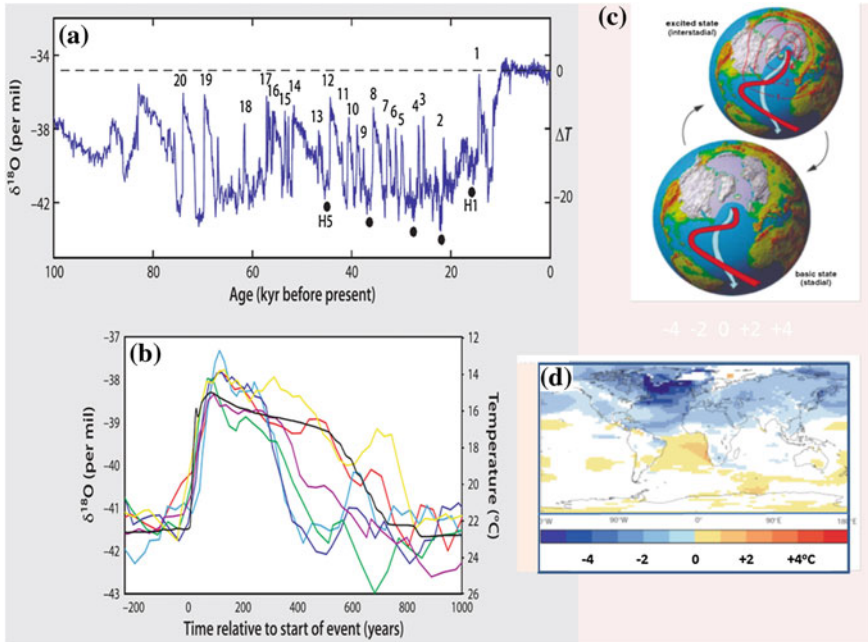 (a)
δ18O (per mil)
−34
−38
−42
20 19 18 17 16 15 14 13 12 11 10 9 8 7 6 5 4 3 2 1
H5
H1
0
−20
ΔT
100 80 60 40 20 0
Age (kyr before present)
(b)
δ18O (per mil)
−37
−38
−39
−40
−41
−42
−43
12
14
16
18
20
22
24
26
Temperature (°C)
−200 0 200 400 600 800 1000
Time relative to start of event (years)
(c)
excited state
(interstadial)
basic state
(stadial)
-4 -2 0 +2 +4
(d)
90°W 0° 90°E
-4 -2 0 +2 +4°C